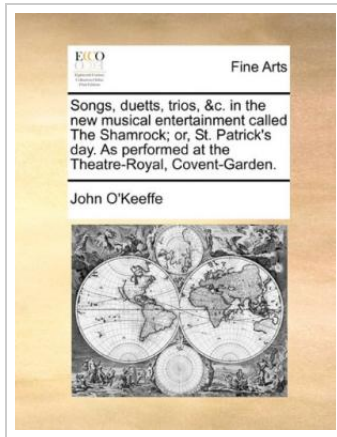 ECCO
Fine Arts
Songs, duetts, trios, &c. in the
new musical entertainment called
The Shamrock; or, St. Patrick's
day. As performed at the
Theatre-Royal, Covent-Garden.
John O'Keeffe